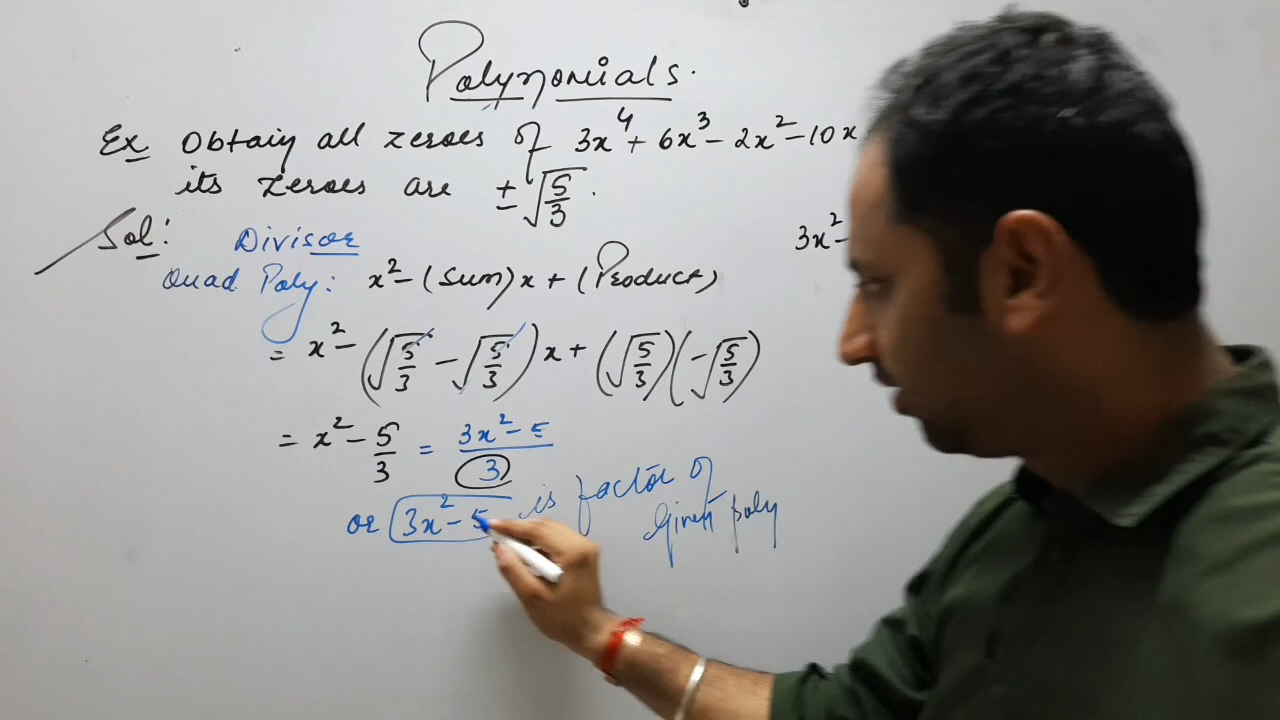 Polynomials.
Ex Obtain all zeroes of 3x⁴ + 6x³ - 2x² - 10x
its zeroes are ±√(5/3).
Sol: Divisor
Quad Poly: x² - (Sum)x + (Product)
3x² -
= x² - (√(5/3) - √(5/3))x + (√(5/3))(-√(5/3))
= x² - 5/3 = (3x² - 5)/3
or 3x² - 5 is factor of
Given poly